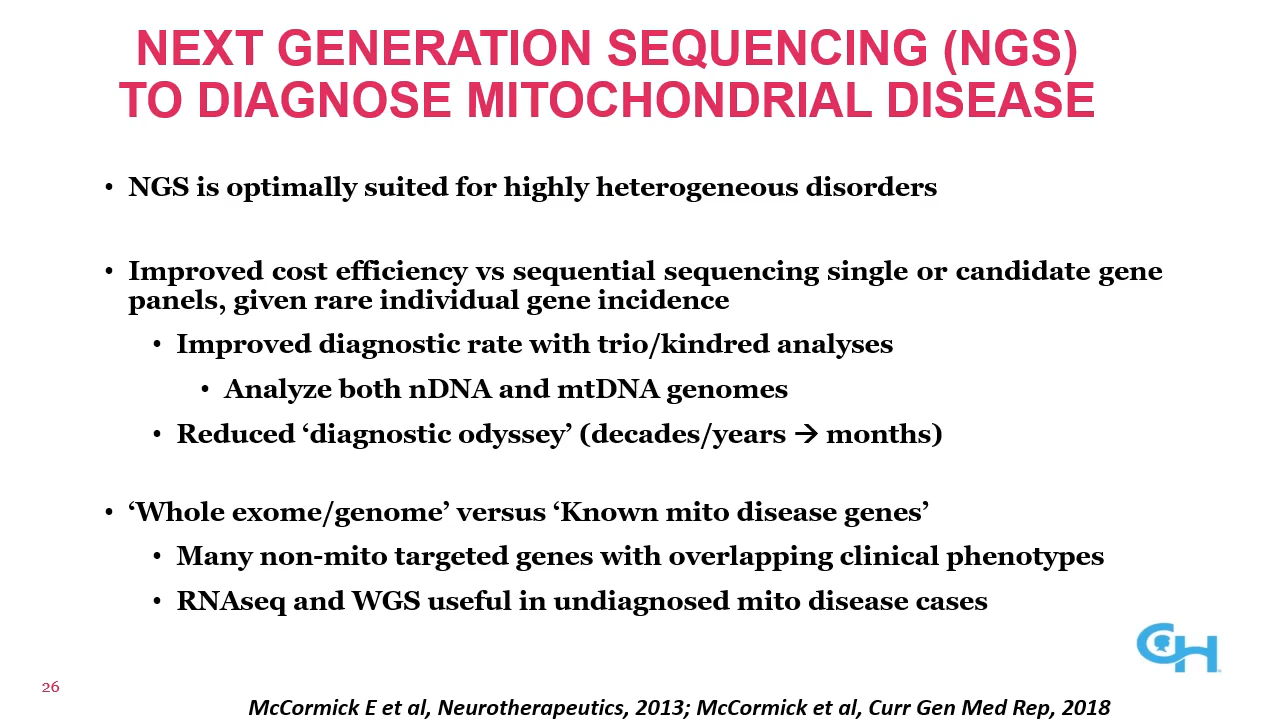 NEXT GENERATION SEQUENCING (NGS)
TO DIAGNOSE MITOCHONDRIAL DISEASE
• NGS is optimally suited for highly heterogeneous disorders
• Improved cost efficiency vs sequential sequencing single or candidate gene
panels, given rare individual gene incidence
• Improved diagnostic rate with trio/kindred analyses
• Analyze both nDNA and mtDNA genomes
• Reduced ‘diagnostic odyssey’ (decades/years → months)
• ‘Whole exome/genome’ versus ‘Known mito disease genes’
• Many non-mito targeted genes with overlapping clinical phenotypes
• RNAseq and WGS useful in undiagnosed mito disease cases
CH
26
McCormick E et al, Neurotherapeutics, 2013; McCormick et al, Curr Gen Med Rep, 2018